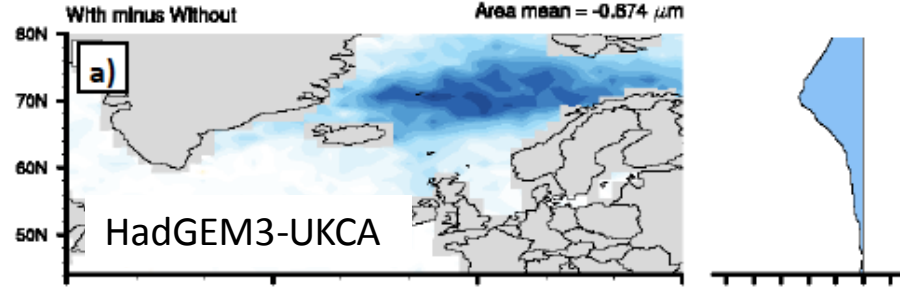 With minus Without
Area mean = -0.674 μm
80N
a)
70N
60N
50N
HadGEM3-UKCA